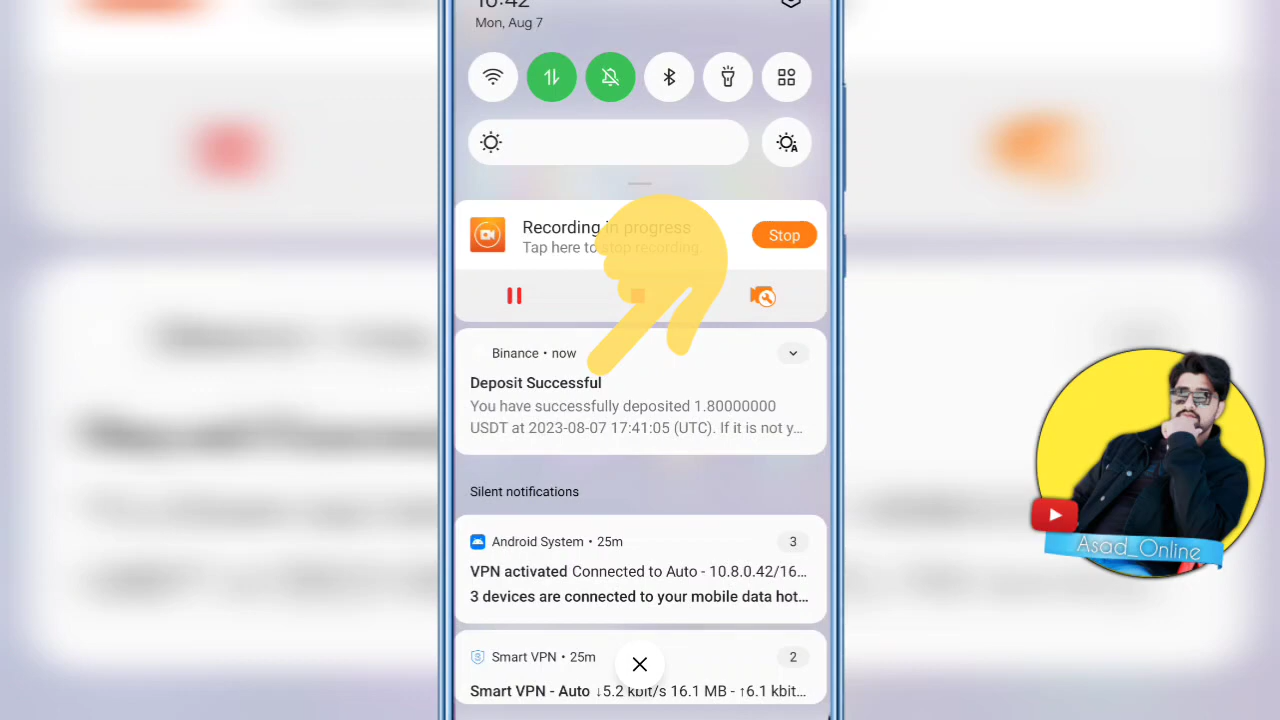 10:42
Mon, Aug 7
Recording in progress
Tap here to stop recording.
Stop
Binance • now
Deposit Successful
You have successfully deposited 1.80000000
USDT at 2023-08-07 17:41:05 (UTC). If it is not y...
Silent notifications
Android System • 25m
3
VPN activated Connected to Auto - 10.8.0.42/16...
3 devices are connected to your mobile data hot...
Smart VPN • 25m
2
Smart VPN - Auto ↓5.2 kbit/s 16.1 MB - ↑6.1 kbit...
Asad_Online